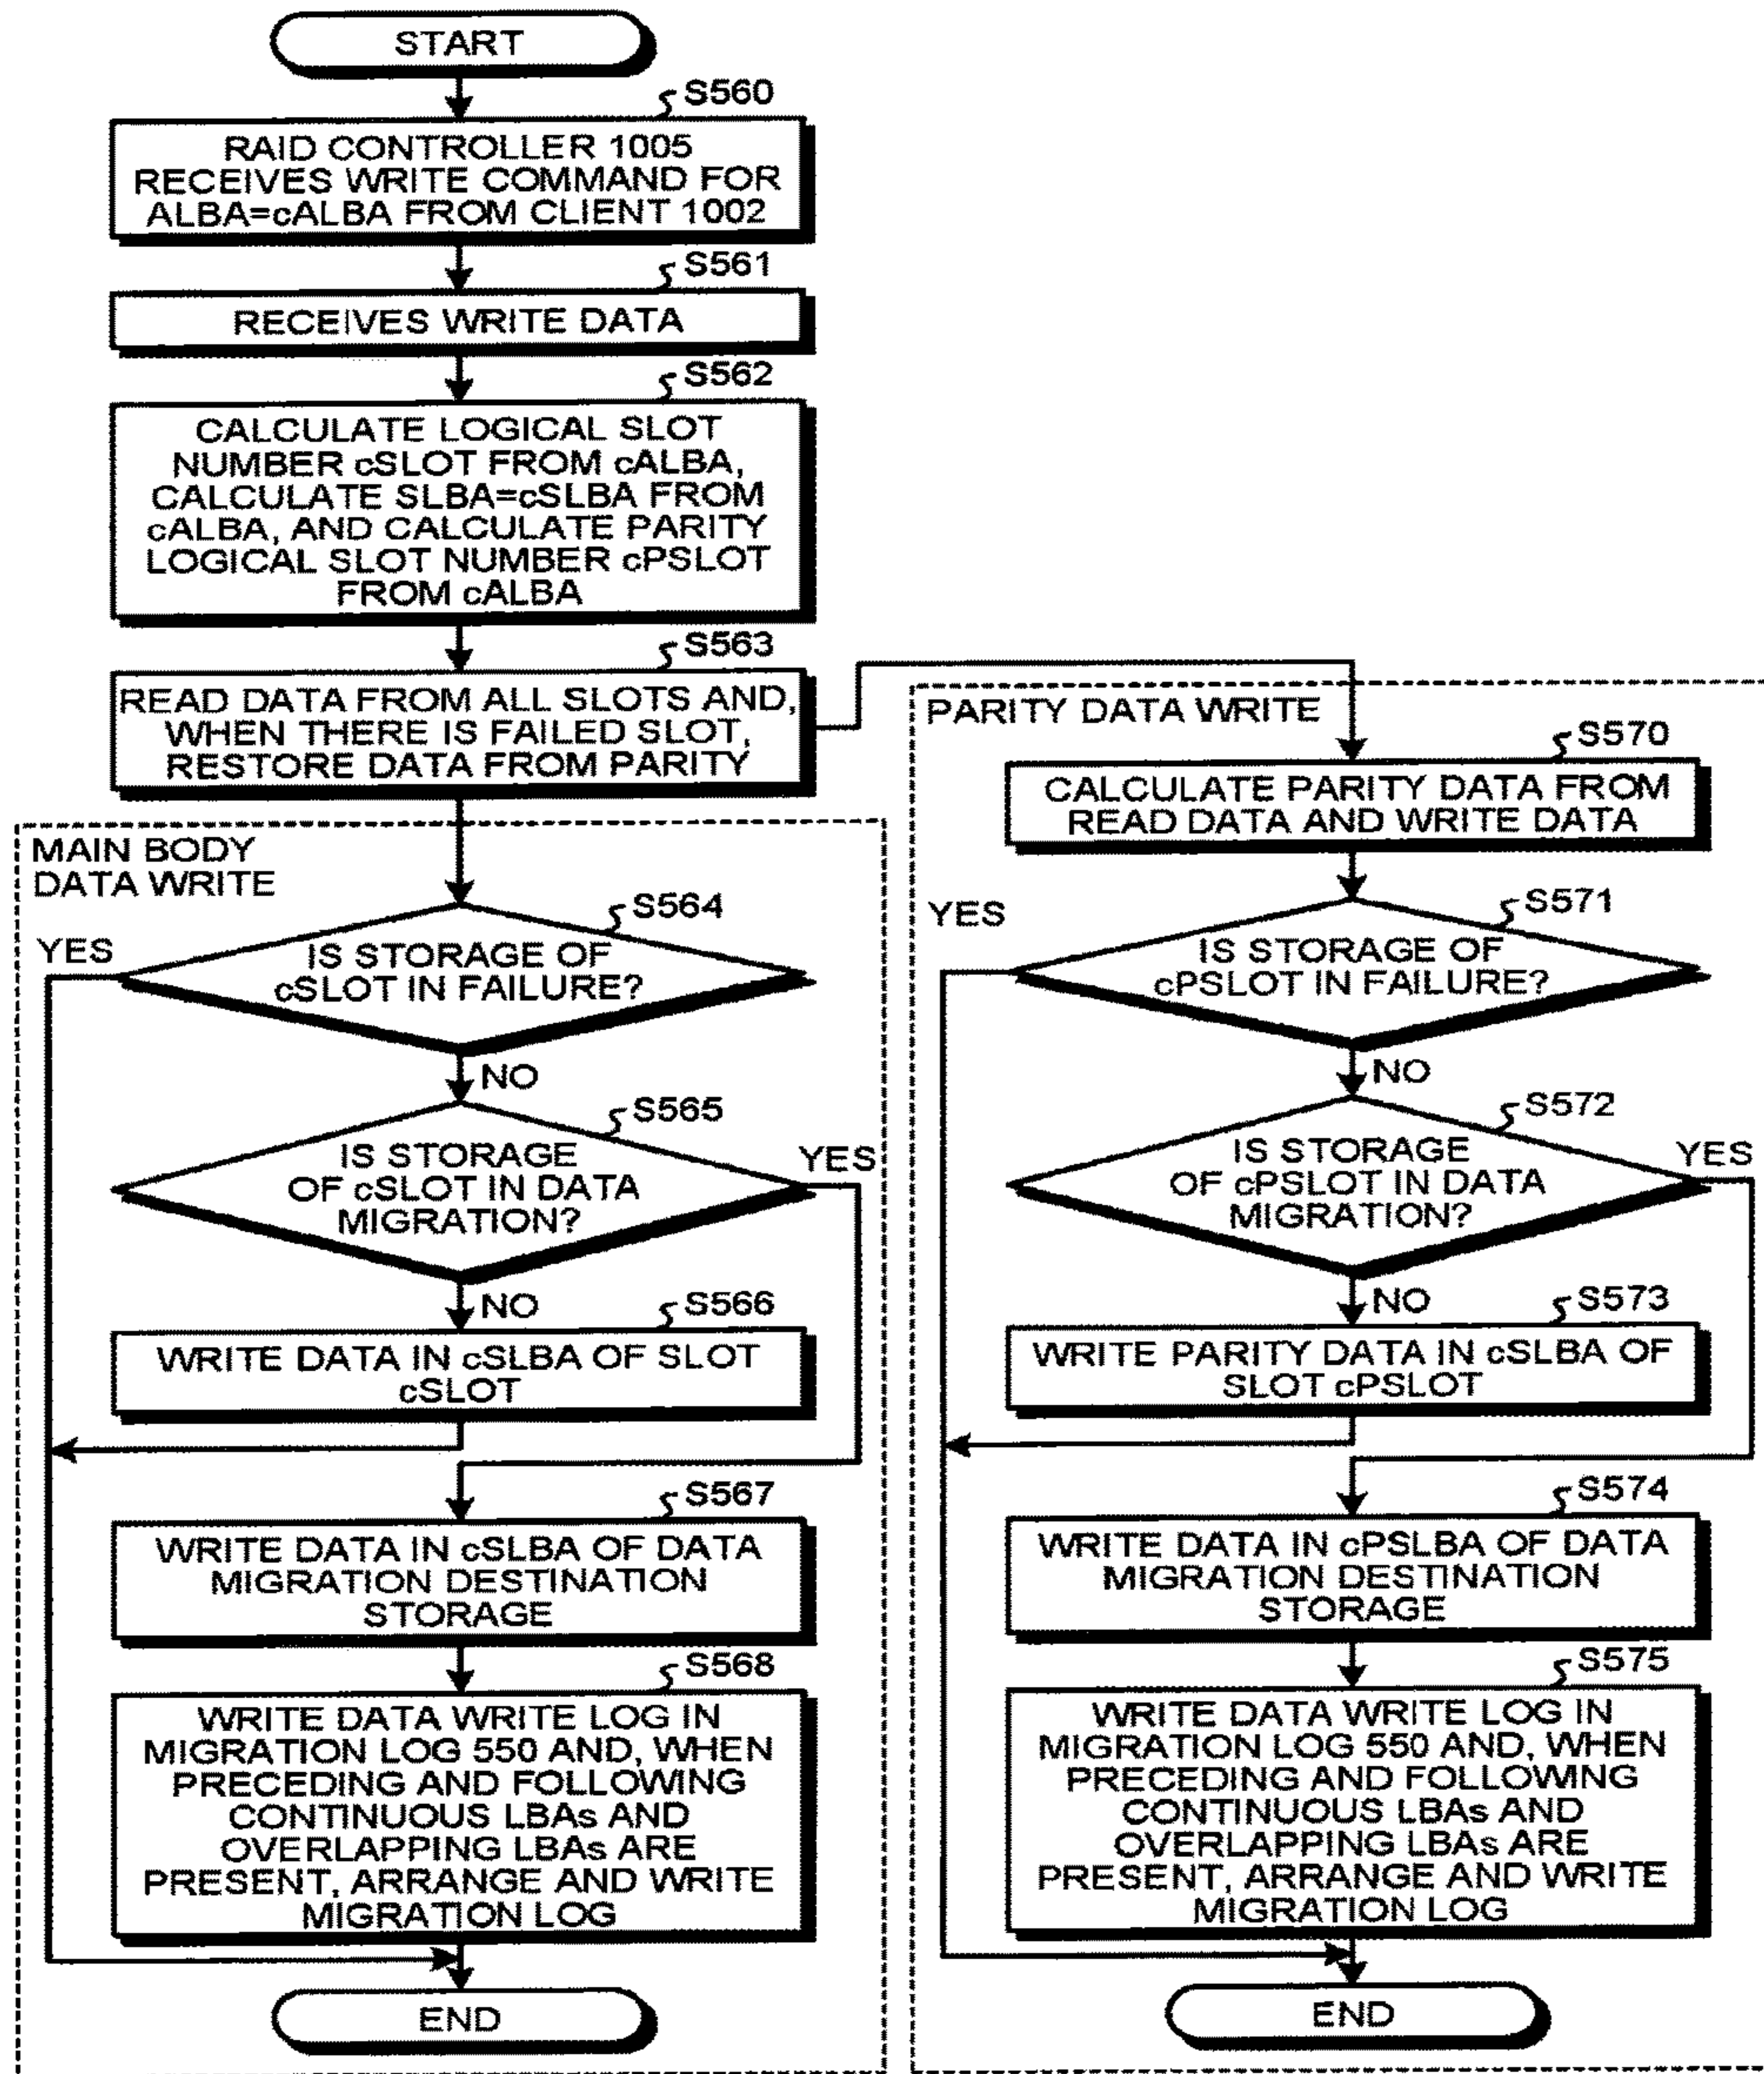 START
S560
RAID CONTROLLER 1005
RECEIVES WRITE COMMAND FOR
ALBA=cALBA FROM CLIENT 1002
S561
RECEIVES WRITE DATA
S562
CALCULATE LOGICAL SLOT
NUMBER cSLOT FROM cALBA,
CALCULATE SLBA=cSLBA FROM
cALBA, AND CALCULATE PARITY
LOGICAL SLOT NUMBER cPSLOT
FROM cALBA
S563
READ DATA FROM ALL SLOTS AND,
WHEN THERE IS FAILED SLOT,
RESTORE DATA FROM PARITY
MAIN BODY
DATA WRITE
S564
YES
IS STORAGE OF
cSLOT IN FAILURE?
NO
S565
IS STORAGE
OF cSLOT IN DATA
MIGRATION?
YES
NO
S566
WRITE DATA IN cSLBA OF SLOT
cSLOT
S567
WRITE DATA IN cSLBA OF DATA
MIGRATION DESTINATION
STORAGE
S568
WRITE DATA WRITE LOG IN
MIGRATION LOG 550 AND, WHEN
PRECEDING AND FOLLOWING
CONTINUOUS LBAs AND
OVERLAPPING LBAs ARE
PRESENT, ARRANGE AND WRITE
MIGRATION LOG
END
PARITY DATA WRITE
S570
CALCULATE PARITY DATA FROM
READ DATA AND WRITE DATA
S571
YES
IS STORAGE OF
cPSLOT IN FAILURE?
NO
S572
IS STORAGE
OF cPSLOT IN DATA
MIGRATION?
YES
NO
S573
WRITE PARITY DATA IN cSLBA OF
SLOT cPSLOT
S574
WRITE DATA IN cPSLBA OF DATA
MIGRATION DESTINATION
STORAGE
S575
WRITE DATA WRITE LOG IN
MIGRATION LOG 550 AND, WHEN
PRECEDING AND FOLLOWING
CONTINUOUS LBAs AND
OVERLAPPING LBAs ARE
PRESENT, ARRANGE AND WRITE
MIGRATION LOG
END